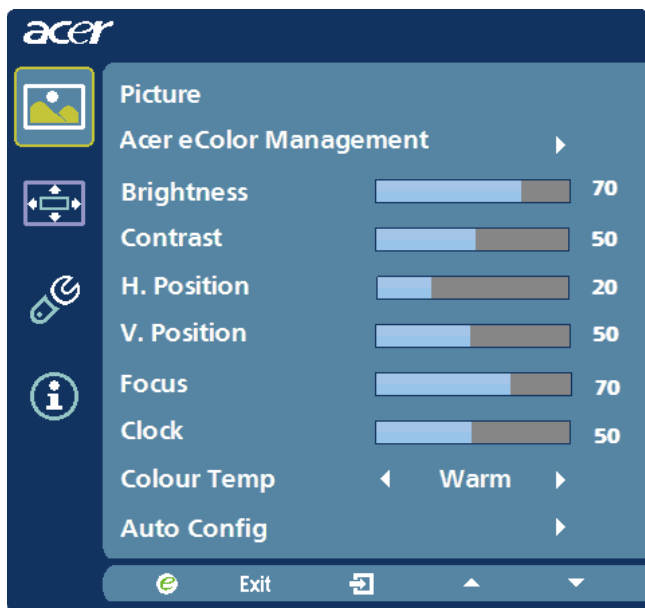 acer
Picture
Acer eColor Management
Brightness 70
Contrast 50
H. Position 20
V. Position 50
Focus 70
Clock 50
Colour Temp Warm
Auto Config
e Exit